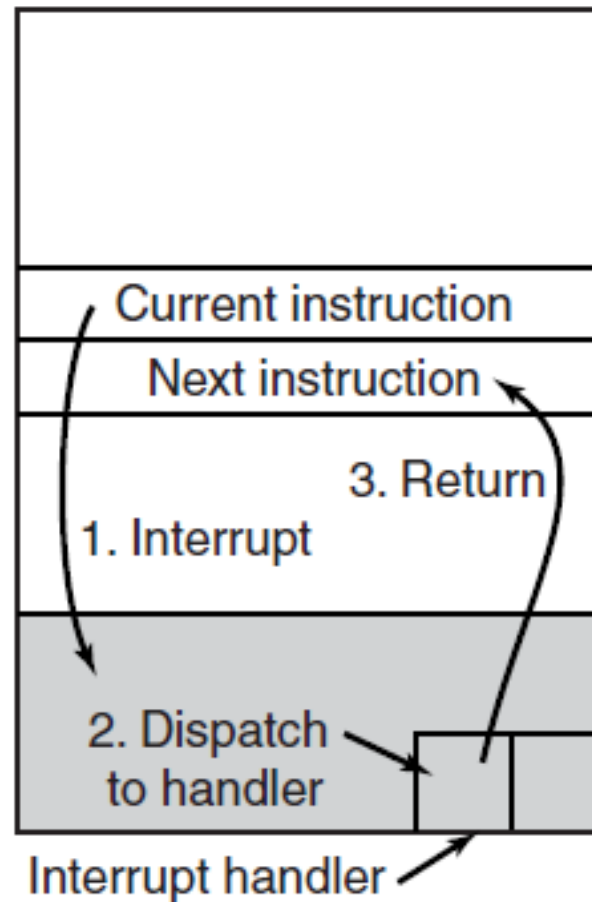 Current instruction
Next instruction
3. Return
1. Interrupt
2. Dispatch
to handler
Interrupt handler